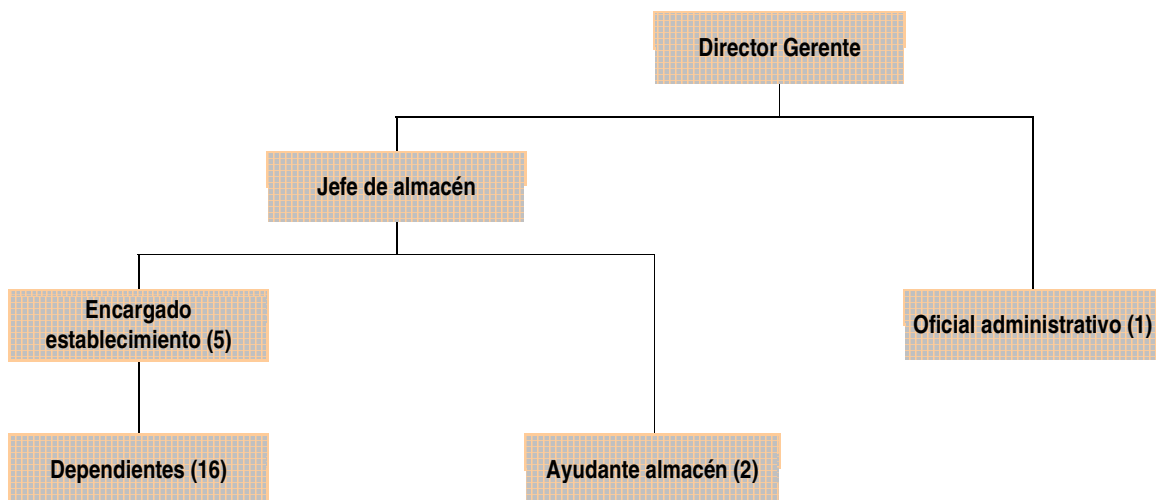 Director Gerente
Jefe de almacén
Encargado
establecimiento (5)
Oficial administrativo (1)
Dependientes (16)
Ayudante almacén (2)